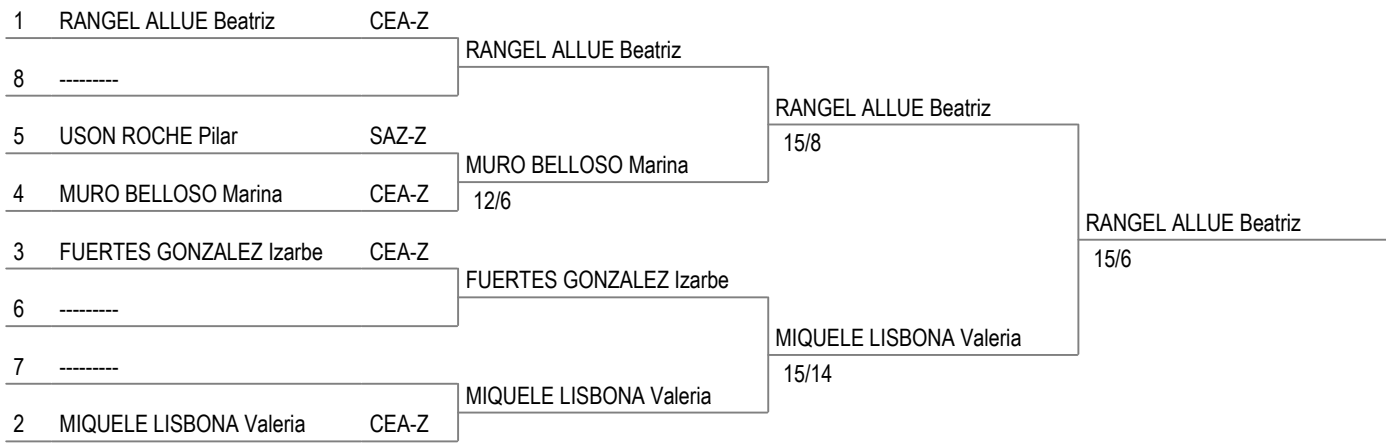 1 RANGEL ALLUE Beatriz CEA-Z
RANGEL ALLUE Beatriz
8 ---------
RANGEL ALLUE Beatriz
5 USON ROCHE Pilar SAZ-Z
15/8
MURO BELLOSO Marina
4 MURO BELLOSO Marina CEA-Z
12/6
RANGEL ALLUE Beatriz
3 FUERTES GONZALEZ Izarbe CEA-Z
15/6
FUERTES GONZALEZ Izarbe
6 ---------
MIQUELE LISBONA Valeria
7 ---------
15/14
MIQUELE LISBONA Valeria
2 MIQUELE LISBONA Valeria CEA-Z